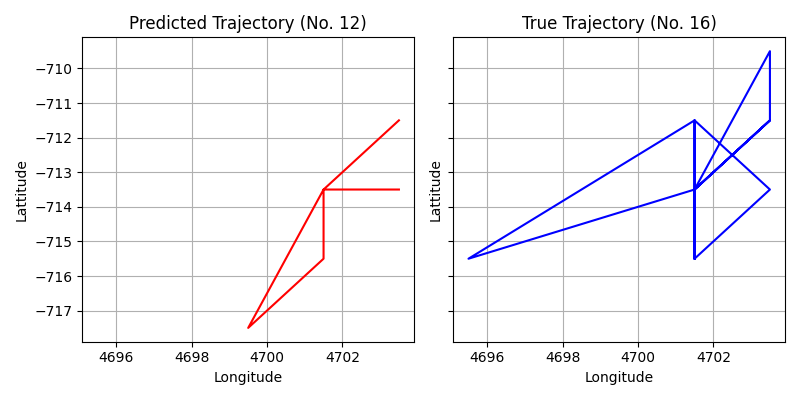 Predicted Trajectory (No. 12)
True Trajectory (No. 16)
−710
−711
−712
−713
−714
−715
−716
−717
Lattitude
Lattitude
4696 4698 4700 4702
4696 4698 4700 4702
Longitude
Longitude